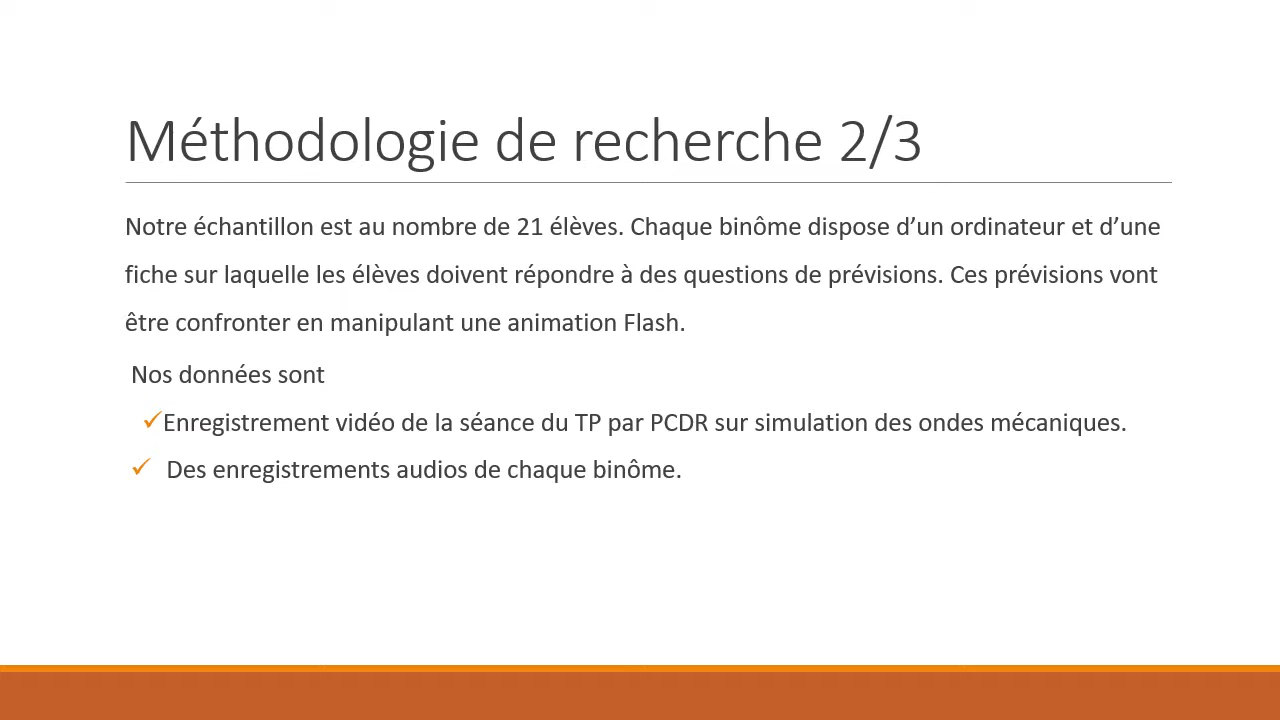 Méthodologie de recherche 2/3
Notre échantillon est au nombre de 21 élèves. Chaque binôme dispose d’un ordinateur et d’une
fiche sur laquelle les élèves doivent répondre à des questions de prévisions. Ces prévisions vont
être confronter en manipulant une animation Flash.
Nos données sont
✓Enregistrement vidéo de la séance du TP par PCDR sur simulation des ondes mécaniques.
✓ Des enregistrements audios de chaque binôme.